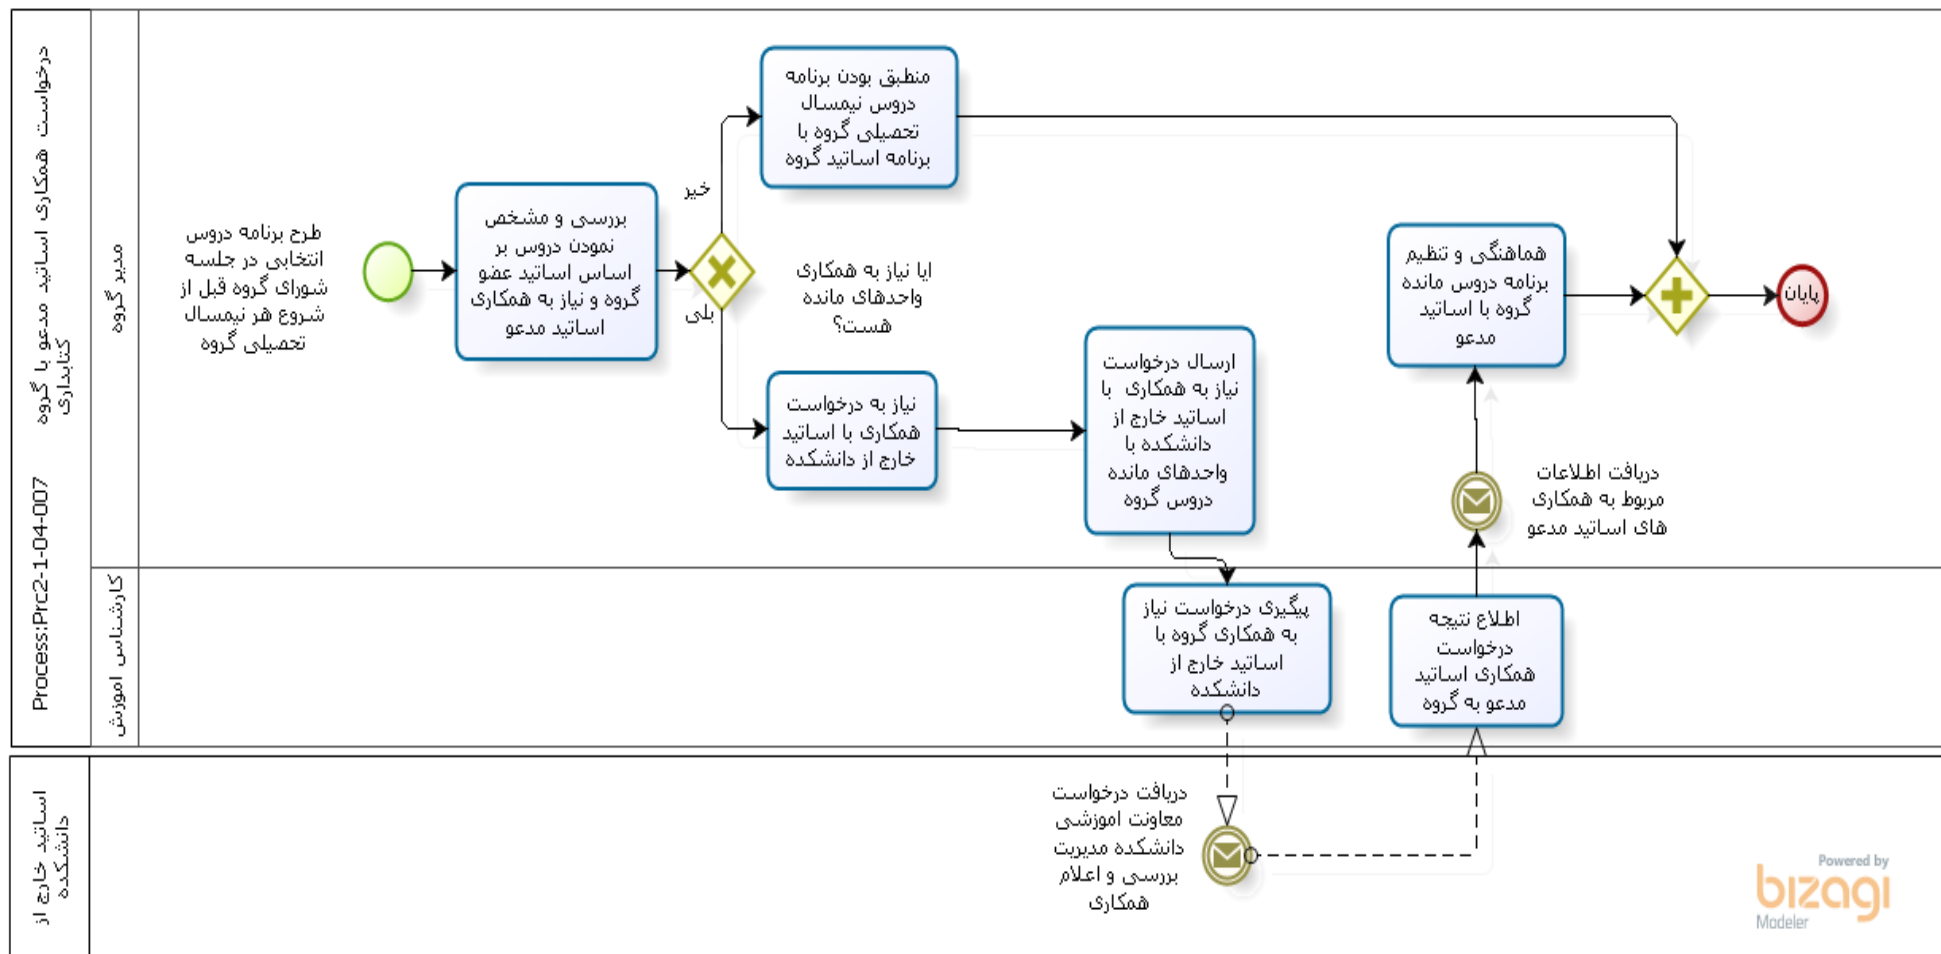 درخواست همکاری اساتید مدعو با گروه
کتابداری
Process:Prc2-1-04-007
مدیر گروه
طرح برنامه دروس
انتخابی در جلسه
شورای گروه قبل از
شروع هر نیمسال
تحصیلی گروه
بررسی و مشخص
نمودن دروس بر
اساس اساتید عضو
گروه و نیاز به همکاری
اساتید مدعو
خیر
بلی
ایا نیاز به همکاری
واحدهای مانده
هست؟
منطبق بودن برنامه
دروس نیمسال
تحصیلی گروه با
برنامه اساتید گروه
نیاز به درخواست
همکاری با اساتید
خارج از دانشکده
ارسال درخواست
نیاز به همکاری با
اساتید خارج از
دانشکده با
واحدهای مانده
دروس گروه
هماهنگی و تنظیم
برنامه دروس مانده
گروه با اساتید
مدعو
پایان
دریافت اطلاعات
مربوط به همکاری
های اساتید مدعو
کارشناس اموزش
پیگیری درخواست نیاز
به همکاری گروه با
اساتید خارج از
دانشکده
اطلاع نتیجه
درخواست
همکاری اساتید
مدعو به گروه
اساتید خارج از
دانشکده
دریافت درخواست
معاونت اموزشی
دانشکده مدیریت
بررسی و اعلام
همکاری
Powered by
bizagi
Modeler